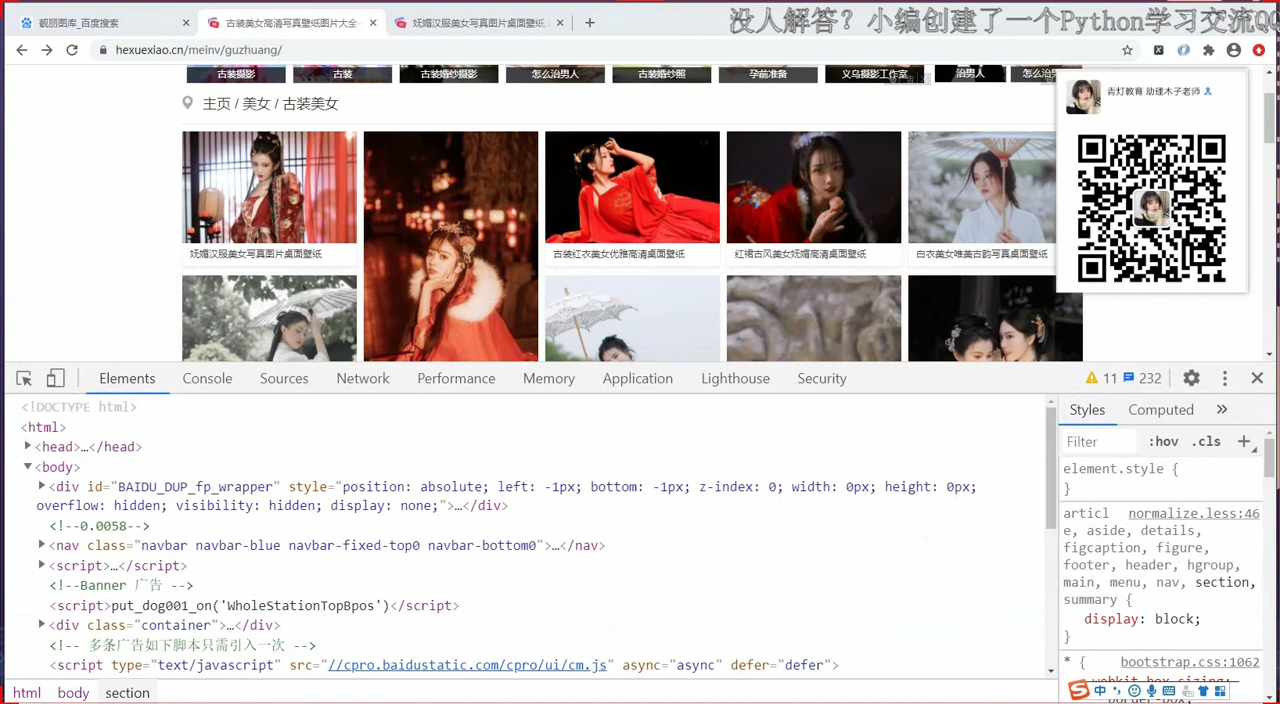 靓丽图库_百度搜索
古装美女高清写真壁纸图片大全
妩媚汉服美女写真图片桌面壁纸
没人解答？小编创建了一个Python学习交流QQ
hexuexiao.cn/meinv/guzhuang/
古装摄影
古装
古装婚纱摄影
怎么治男人
古装婚纱照
孕前准备
义乌摄影工作室
治男人
怎么治男
青灯教育 助理木子老师
主页 / 美女 / 古装美女
妩媚汉服美女写真图片桌面壁纸
古装红衣美女优雅高清桌面壁纸
红裙古风美女妩媚高清桌面壁纸
白衣美女唯美古韵写真桌面壁纸
Elements Console Sources Network Performance Memory Application Lighthouse Security
11 232
<!DOCTYPE html>
<html>
<head>…</head>
<body>
<div id="BAIDU_DUP_fp_wrapper" style="position: absolute; left: -1px; bottom: -1px; z-index: 0; width: 0px; height: 0px;
overflow: hidden; visibility: hidden; display: none;">…</div>
<!--0.0058-->
<nav class="navbar navbar-blue navbar-fixed-top0 navbar-bottom0">…</nav>
<script>…</script>
<!--Banner 广告 -->
<script>put_dog001_on('WholeStationTopBpos')</script>
<div class="container">…</div>
<!-- 多条广告如下脚本只需引入一次 -->
<script type="text/javascript" src="//cpro.baidustatic.com/cpro/ui/cm.js" async="async" defer="defer">
html body section
Styles Computed »
Filter :hov .cls +
element.style {
}
articl normalize.less:46
e, aside, details,
figcaption, figure,
footer, header, hgroup,
main, menu, nav, section,
summary {
display: block;
}
* { bootstrap.css:1062
中